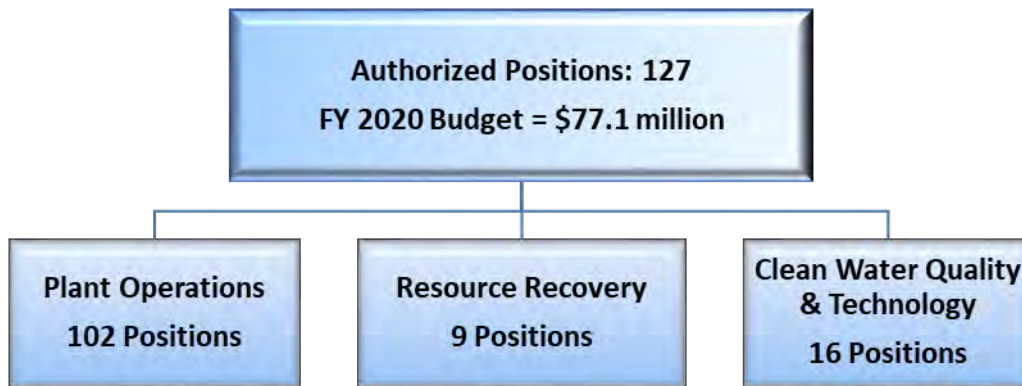 Authorized Positions: 127
FY 2020 Budget = $77.1 million
Plant Operations
102 Positions
Resource Recovery
9 Positions
Clean Water Quality
& Technology
16 Positions